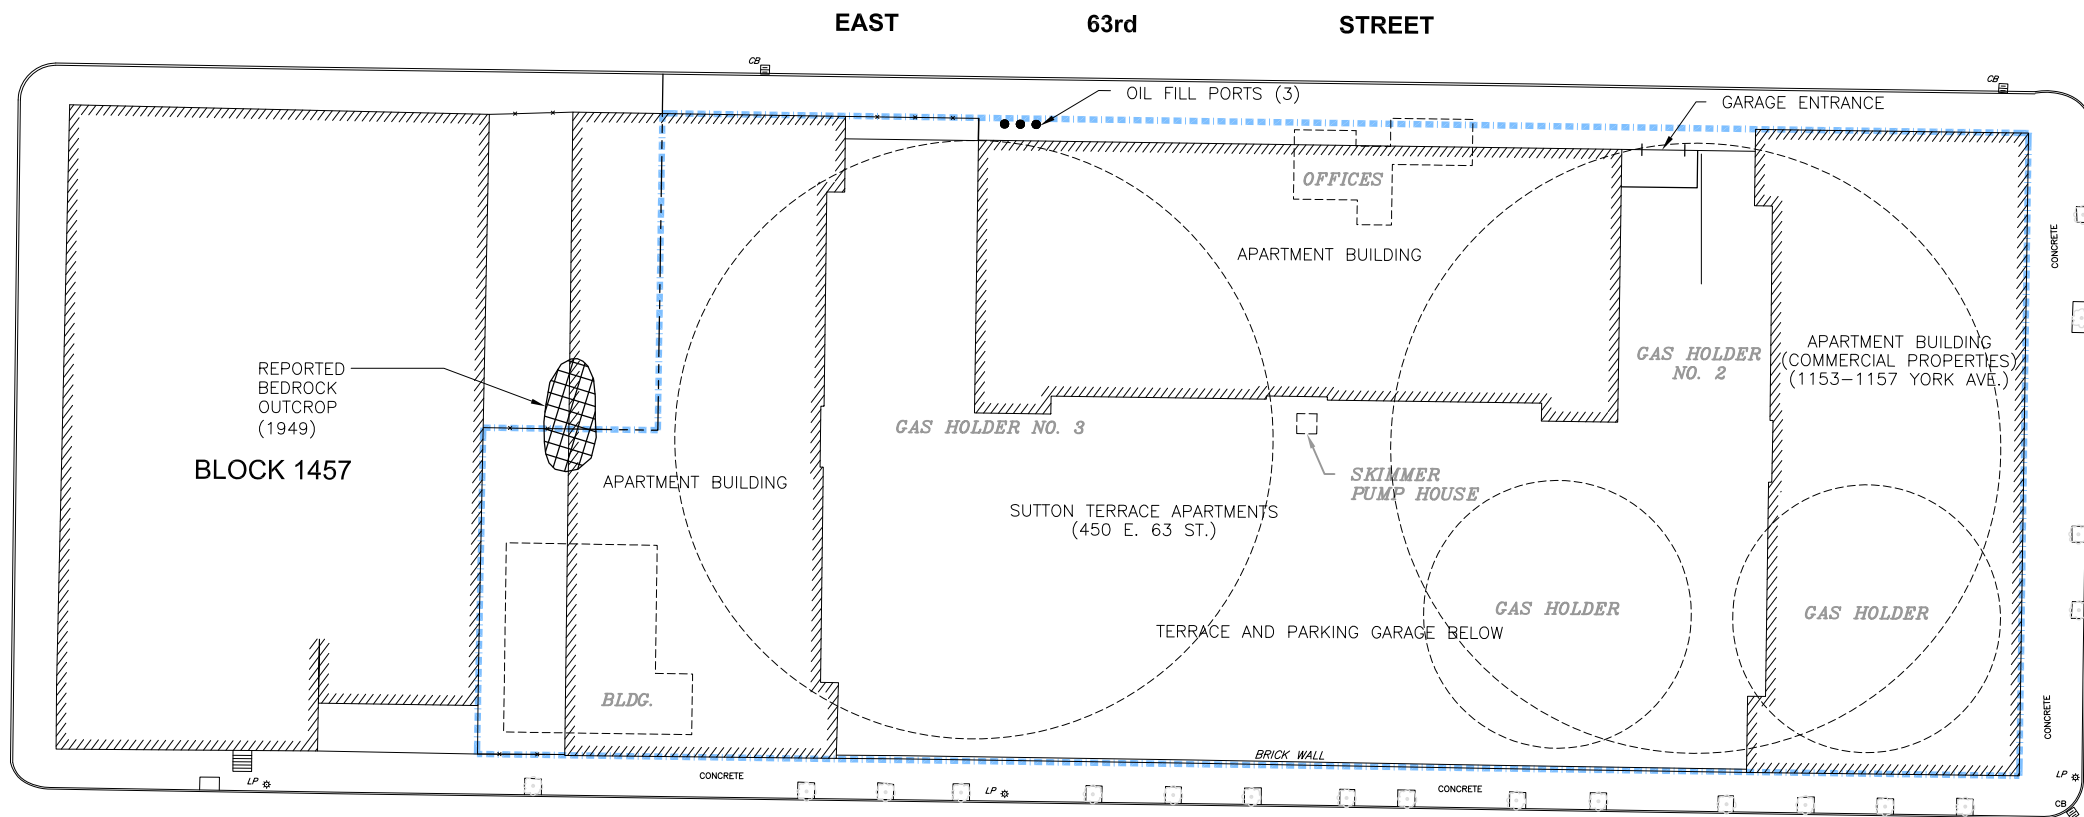 EAST 63rd STREET
CB
CB
OIL FILL PORTS (3)
GARAGE ENTRANCE
OFFICES
APARTMENT BUILDING
CONCRETE
REPORTED
BEDROCK
OUTCROP
(1949)
BLOCK 1457
GAS HOLDER
NO. 2
APARTMENT BUILDING
(COMMERCIAL PROPERTIES)
(1153-1157 YORK AVE.)
GAS HOLDER NO. 3
SKIMMER
PUMP HOUSE
APARTMENT BUILDING
SUTTON TERRACE APARTMENTS
(450 E. 63 ST.)
GAS HOLDER
GAS HOLDER
TERRACE AND PARKING GARAGE BELOW
BLDG.
CONCRETE
BRICK WALL
LP
CONCRETE
LP
CONCRETE
LP
CB